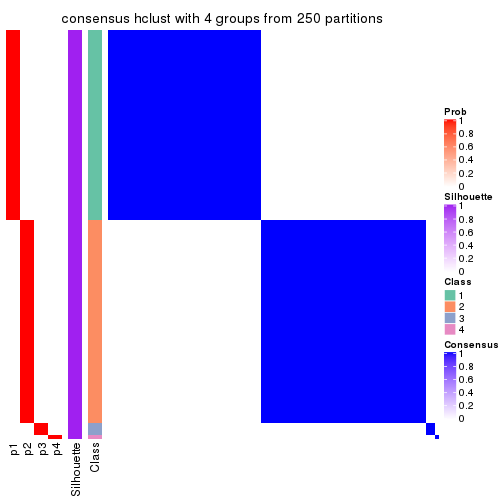 consensus hclust with 4 groups from 250 partitions
Prob
1
0.8
0.6
0.4
0.2
0
Silhouette
1
0.8
0.6
0.4
0.2
0
Class
1
2
3
4
Consensus
1
0.8
0.6
0.4
0.2
0
p1
p2
p3
p4
Silhouette
Class